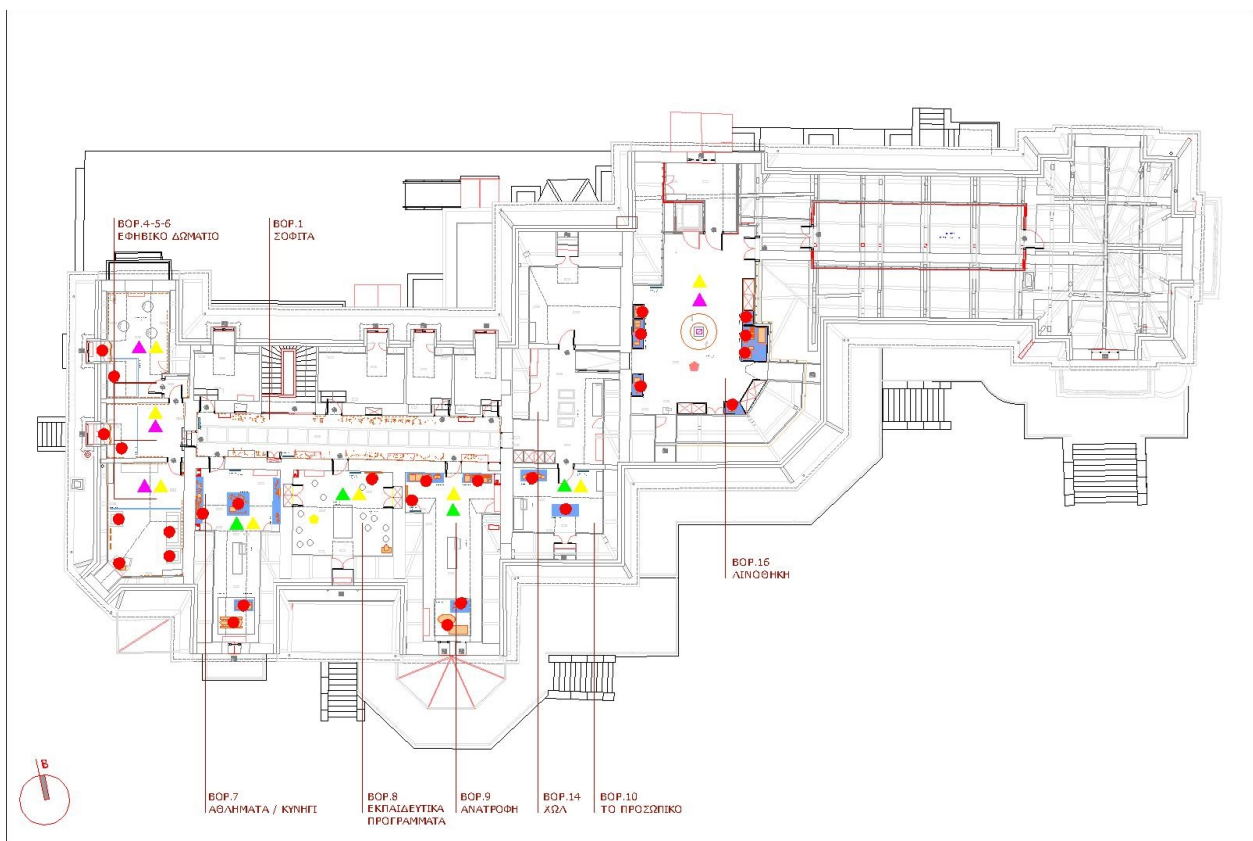 ΒΟΡ.4-5-6
ΕΦΗΒΙΚΟ ΔΩΜΑΤΙΟ
ΒΟΡ.1
ΣΟΦΙΤΑ
ΒΟΡ.16
ΛΙΝΟΘΗΚΗ
Β
ΒΟΡ.7
ΑΘΛΗΜΑΤΑ / ΚΥΝΗΓΙ
ΒΟΡ.8
ΕΚΠΑΙΔΕΥΤΙΚΑ
ΠΡΟΓΡΑΜΜΑΤΑ
ΒΟΡ.9
ΑΝΑΤΡΟΦΗ
ΒΟΡ.14
ΧΩΛ
ΒΟΡ.10
ΤΟ ΠΡΟΣΩΠΙΚΟ